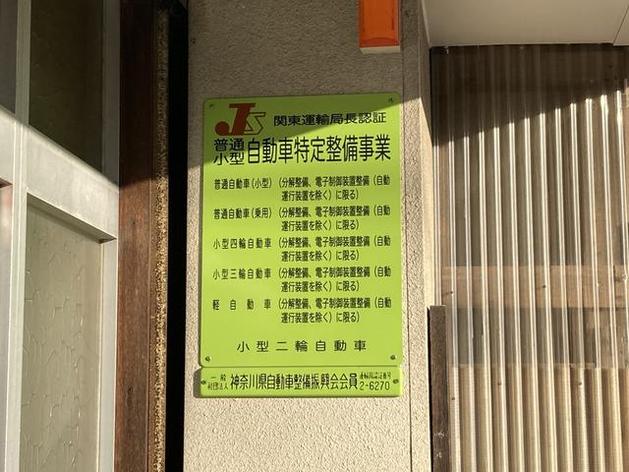 JS 関東運輸局長認証
普通
小型 自動車特定整備事業
普通自動車(小型) (分解整備、電子制御装置整備(自動
運行装置を除く)に限る)
普通自動車(乗用) (分解整備、電子制御装置整備(自動
運行装置を除く)に限る)
小型四輪自動車 (分解整備、電子制御装置整備(自動
運行装置を除く)に限る)
小型三輪自動車 (分解整備、電子制御装置整備(自動
運行装置を除く)に限る)
軽自動車 (分解整備、電子制御装置整備(自動
運行装置を除く)に限る)
小型二輪自動車
一般
社団法人 神奈川県自動車整備振興会会員
2-6270